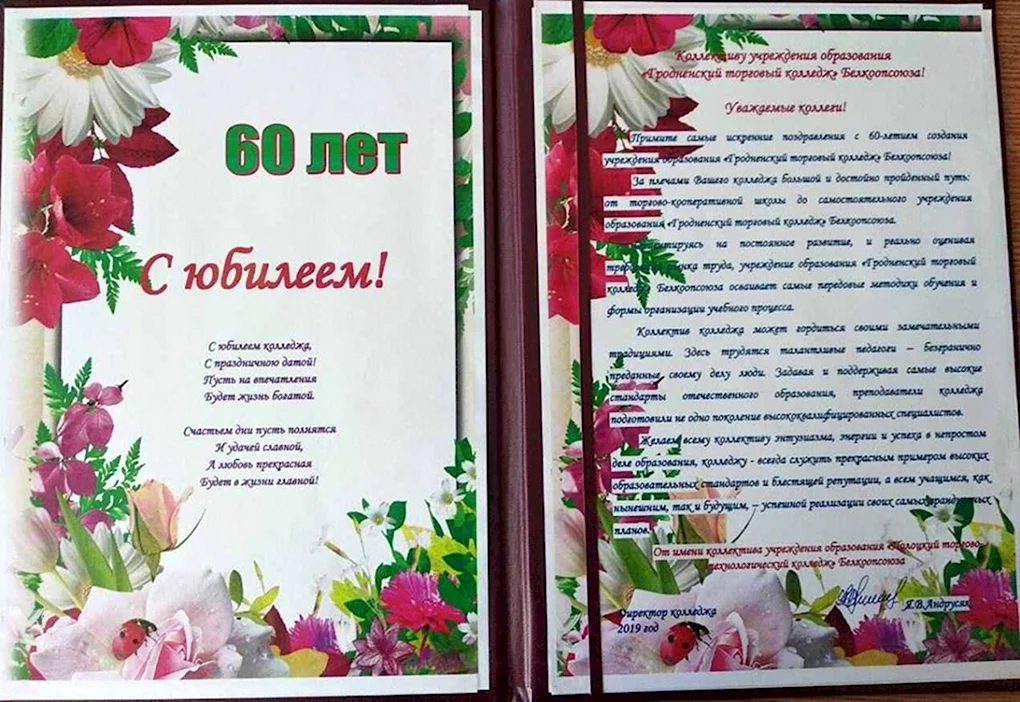 60 лет
С юбилеем!
С юбилеем колледжа,
С праздничною датой!
Пусть на впечатления
Будет жизнь богатой.
Счастьем дни пусть полнятся
И удачей славной,
А любовь прекрасная
Будет в жизни главной!
Коллективу учреждения образования
«Гродненский торговый колледж» Белкоопсоюза!
Уважаемые коллеги!
Примите самые искренние поздравления с 60-летием создания
учреждения образования «Гродненский торговый колледж» Белкоопсоюза!
За плечами Вашего колледжа большой и достойно пройденный путь:
от торгово-кооперативной школы до самостоятельного учреждения
образования «Гродненский торговый колледж» Белкоопсоюза.
Ориентируясь на постоянное развитие, и реально оценивая
требования рынка труда, учреждение образования «Гродненский торговый
колледж» Белкоопсоюза осваивает самые передовые методики обучения и
формы организации учебного процесса.
Коллектив колледжа может гордиться своими замечательными
традициями. Здесь трудятся талантливые педагоги – безгранично
преданные своему делу люди. Задавая и поддерживая самые высокие
стандарты отечественного образования, преподаватели колледжа
подготовили не одно поколение высококвалифицированных специалистов.
Желаем всему коллективу энтузиазма, энергии и успеха в непростом
деле образования, колледжу - всегда служить прекрасным примером высоких
образовательных стандартов и блестящей репутации, а всем учащимся, как
нынешним, так и будущим, – успешной реализации своих самых грандиозных
планов.
От имени коллектива учреждения образования «Полоцкий торгово-
технологический колледж» Белкоопсоюза
Директор колледжа Я.В.Андрусяк
2019 год